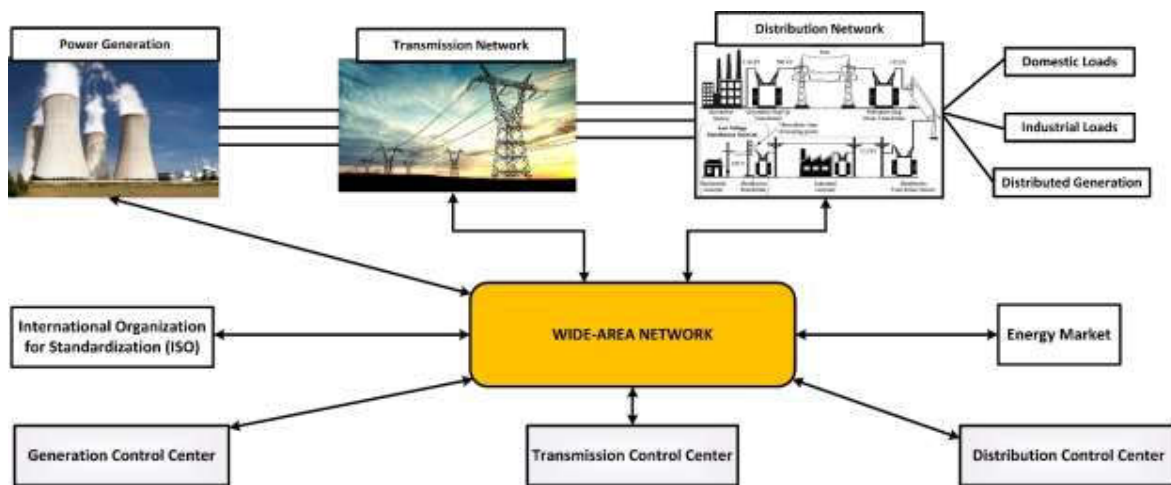 Power Generation
Transmission Network
Distribution Network
Domestic Loads
Industrial Loads
Distributed Generation
WIDE-AREA NETWORK
International Organization
for Standardization (ISO)
Energy Market
Generation Control Center
Transmission Control Center
Distribution Control Center